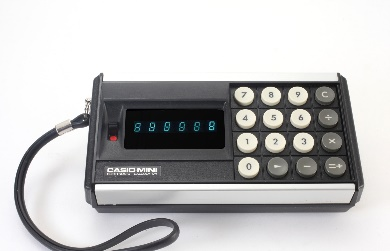 888888
7 8 9 C
4 5 6 ÷
1 2 3 ×
0 ► − =+
CASIO-MINI